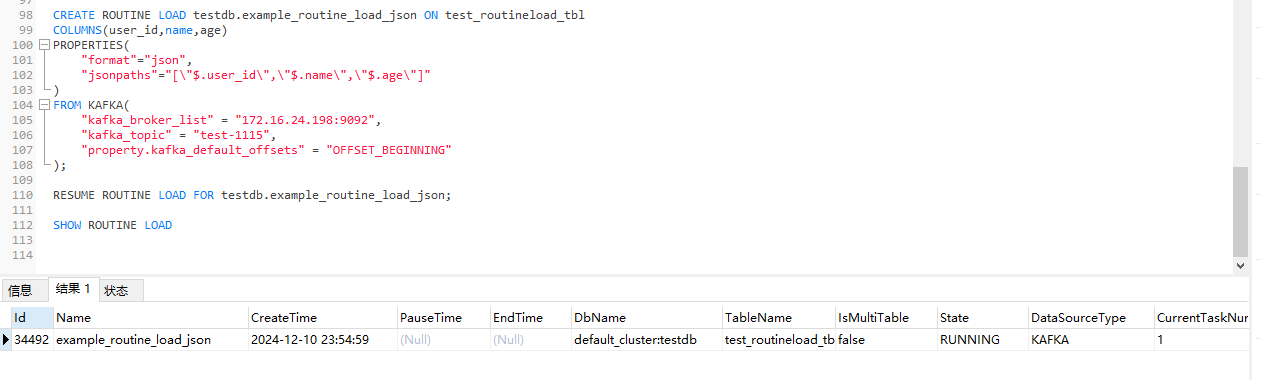 97
98 CREATE ROUTINE LOAD testdb.example_routine_load_json ON test_routineload_tbl
99 COLUMNS(user_id,name,age)
100 PROPERTIES(
101 "format"="json",
102 "jsonpaths"="[\"$.user_id\",\"$.name\",\"$.age\"]"
103 )
104 FROM KAFKA(
105 "kafka_broker_list" = "172.16.24.198:9092",
106 "kafka_topic" = "test-1115",
107 "property.kafka_default_offsets" = "OFFSET_BEGINNING"
108 );
109
110 RESUME ROUTINE LOAD FOR testdb.example_routine_load_json;
111
112 SHOW ROUTINE LOAD
113
114
信息 结果 1 状态
Id Name CreateTime PauseTime EndTime DbName TableName IsMultiTable State DataSourceType CurrentTaskNum
34492 example_routine_load_json 2024-12-10 23:54:59 (Null) (Null) default_cluster:testdb test_routineload_tb false RUNNING KAFKA 1